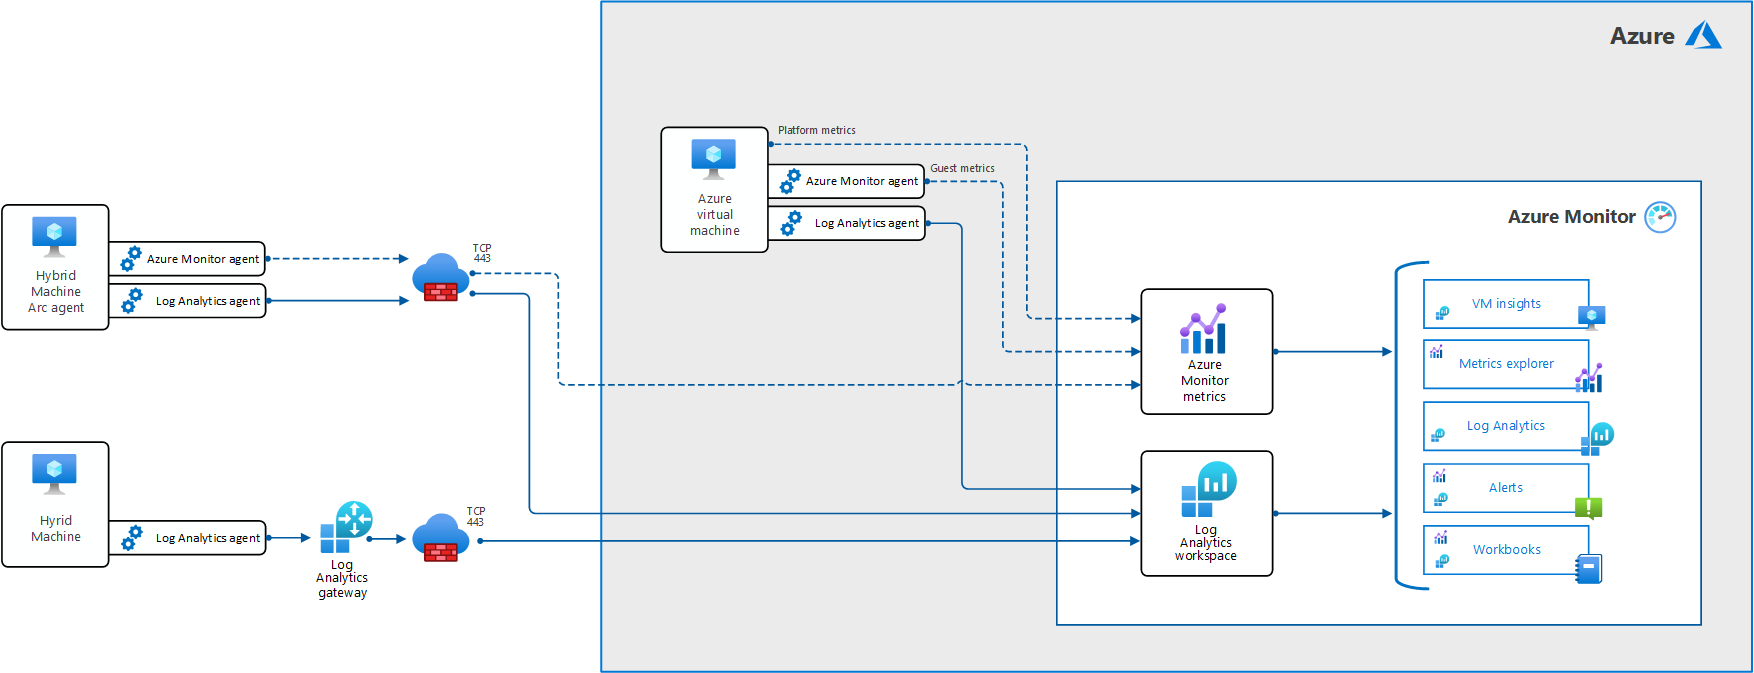 Azure
Platform metrics
Guest metrics
Azure Monitor agent
Log Analytics agent
Azure
virtual
machine
Azure Monitor
Hybrid
Machine
Arc agent
Azure Monitor agent
Log Analytics agent
TCP
443
Hyrid
Machine
Log Analytics agent
Log
Analytics
gateway
TCP
443
Azure
Monitor
metrics
Log
Analytics
workspace
VM insights
Metrics explorer
Log Analytics
Alerts
Workbooks